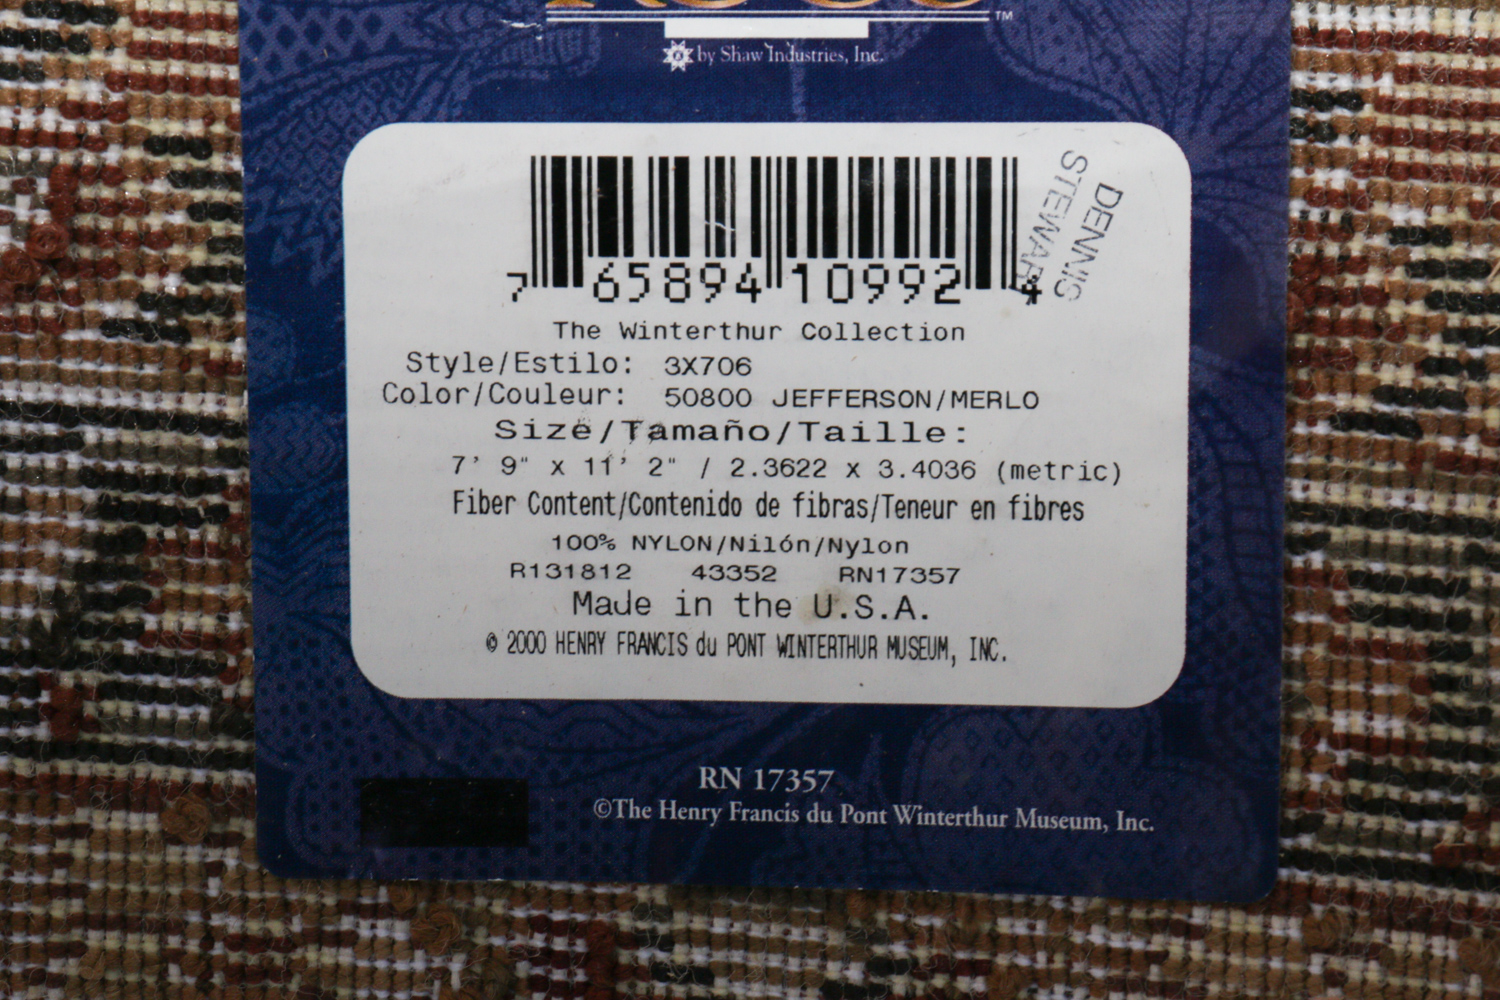 ™
by Shaw Industries, Inc.
DENNIS
STEWART
7 65894 10992 4
The Winterthur Collection
Style/Estilo: 3X706
Color/Couleur: 50800 JEFFERSON/MERLO
Size/Tamaño/Taille:
7' 9" x 11' 2" / 2.3622 x 3.4036 (metric)
Fiber Content/Contenido de fibras/Teneur en fibres
100% NYLON/Nilón/Nylon
R131812 43352 RN17357
Made in the U.S.A.
© 2000 HENRY FRANCIS du PONT WINTERTHUR MUSEUM, INC.
RN 17357
©The Henry Francis du Pont Winterthur Museum, Inc.